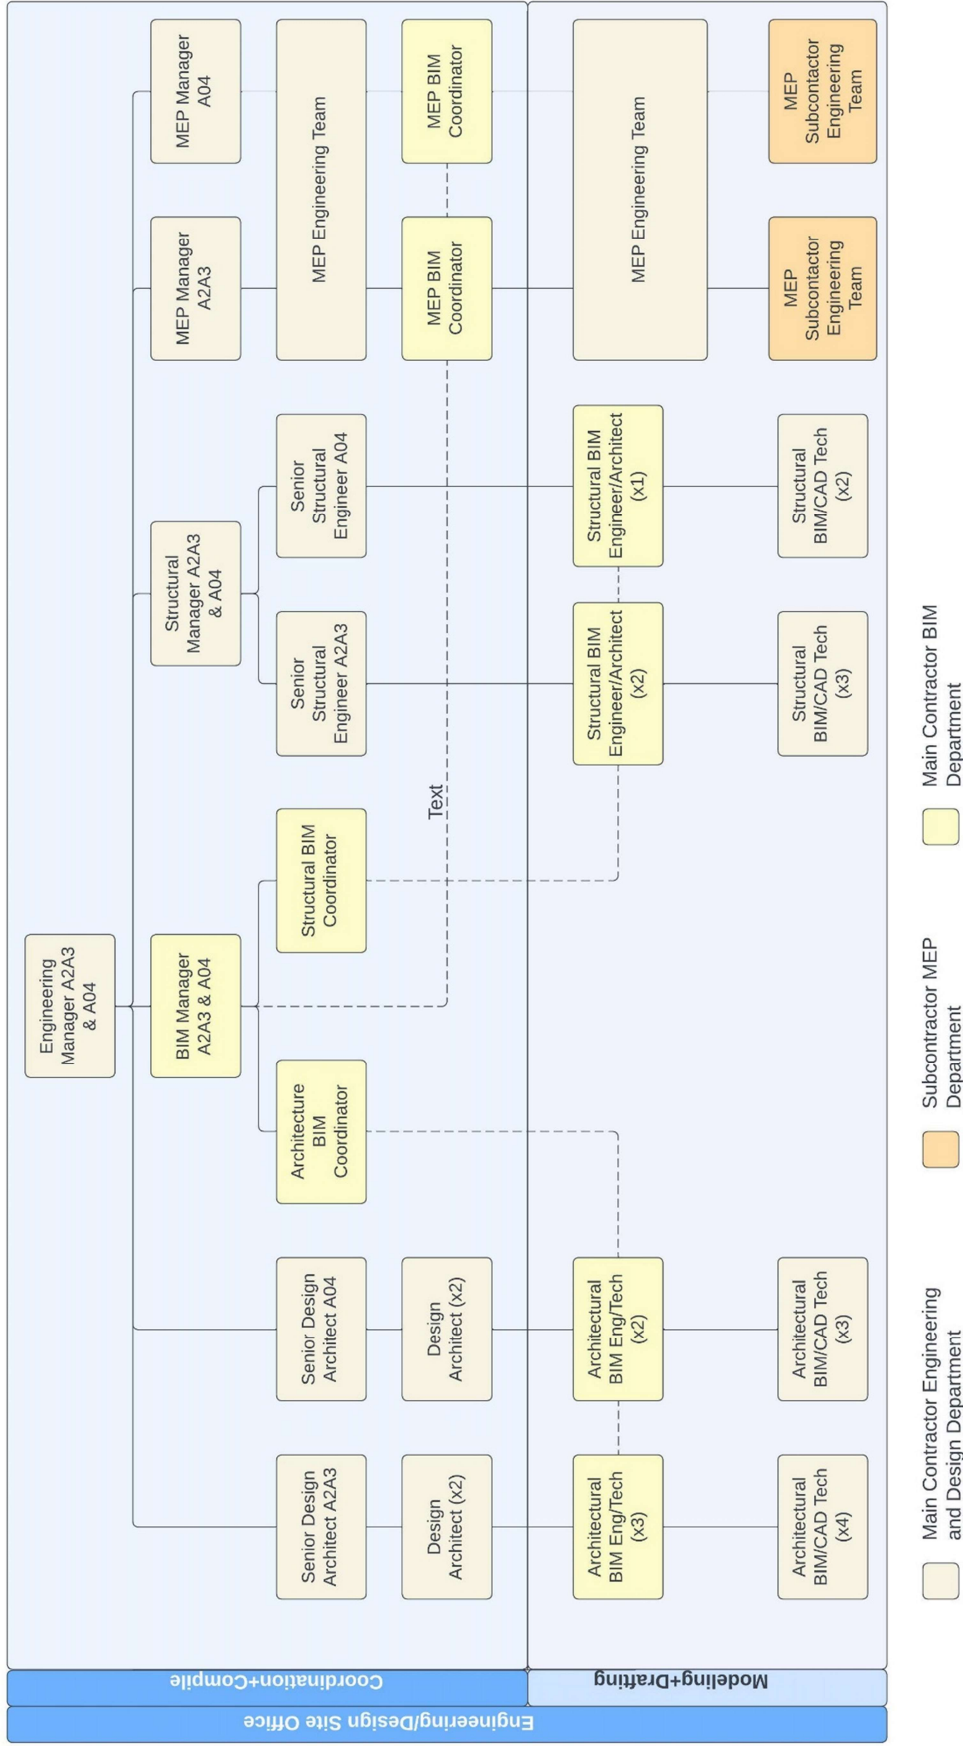 Engineering/Design Site Office
Coordination+Compile
Modeling+Drafting
Engineering
Manager A2A3
& A04
BIM Manager
A2A3 & A04
Structural
Manager A2A3
& A04
MEP Manager
A2A3
MEP Manager
A04
Senior Design
Architect A2A3
Senior Design
Architect A04
Architecture
BIM
Coordinator
Structural BIM
Coordinator
Senior
Structural
Engineer A2A3
Senior
Structural
Engineer A04
MEP Engineering Team
Design
Architect (x2)
Design
Architect (x2)
Text
MEP BIM
Coordinator
MEP BIM
Coordinator
Architectural
BIM Eng/Tech
(x3)
Architectural
BIM Eng/Tech
(x2)
Structural BIM
Engineer/Architect
(x2)
Structural BIM
Engineer/Architect
(x1)
MEP Engineering Team
Architectural
BIM/CAD Tech
(x4)
Architectural
BIM/CAD Tech
(x3)
Structural
BIM/CAD Tech
(x3)
Structural
BIM/CAD Tech
(x2)
MEP
Subcontactor
Engineering
Team
MEP
Subcontactor
Engineering
Team
Main Contractor Engineering
and Design Department
Subcontractor MEP
Department
Main Contractor BIM
Department